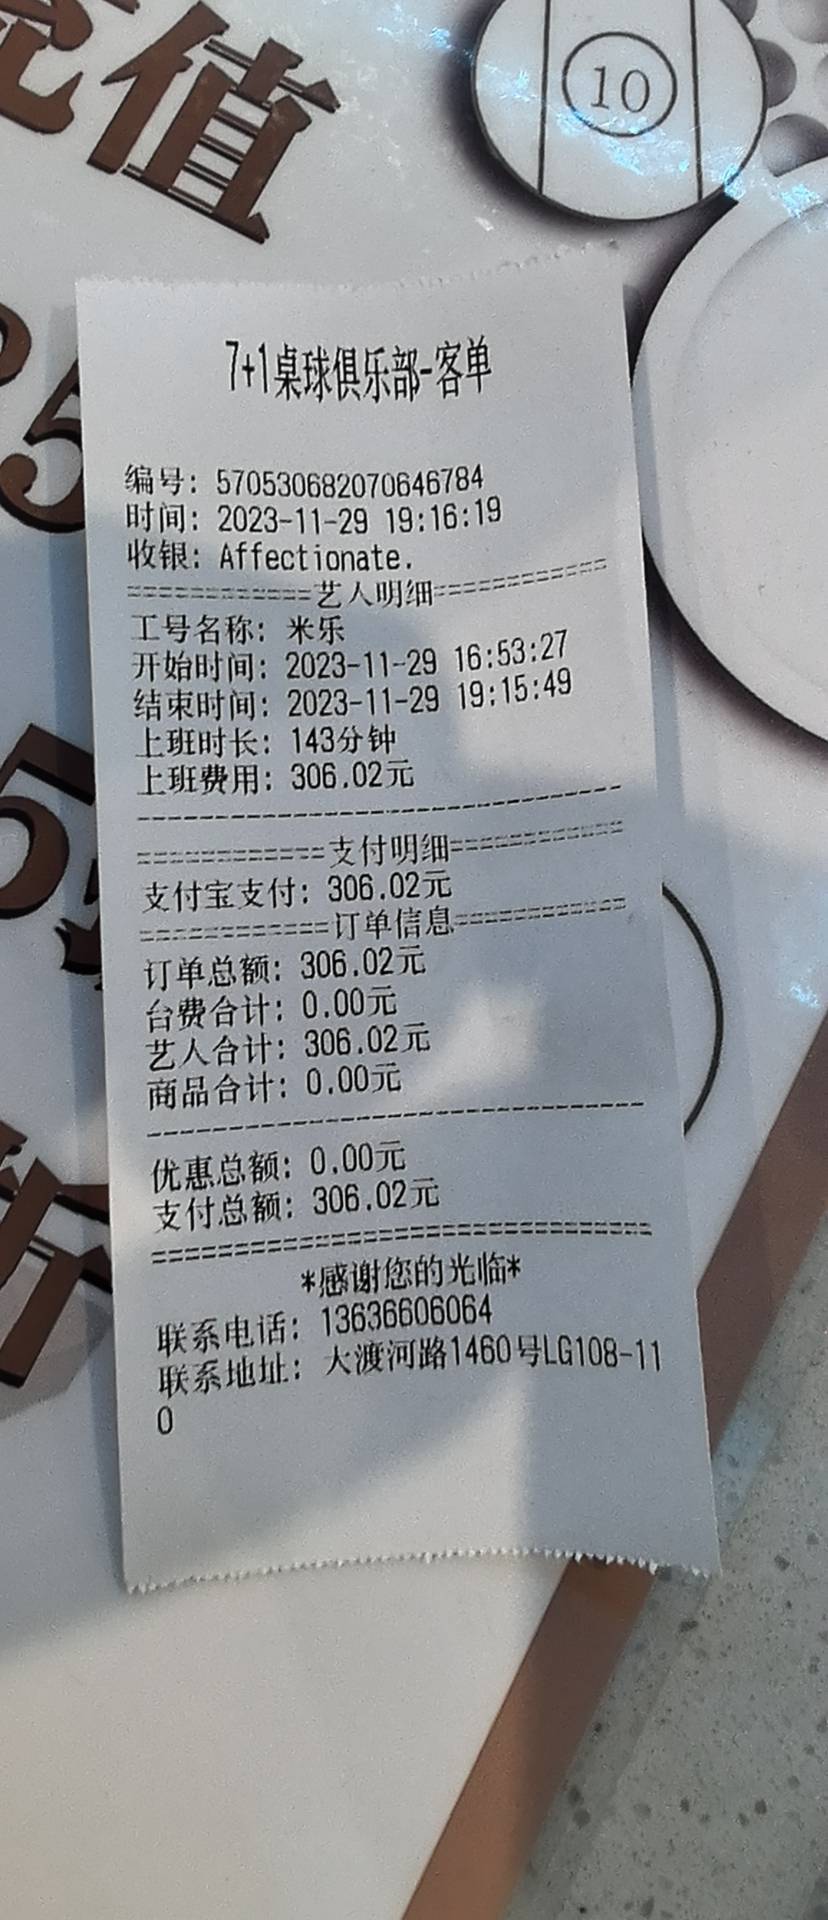 值
10
7+1桌球俱乐部-客单
编号: 570530682070646784
时间: 2023-11-29 19:16:19
收银: Affectionate.
============艺人明细============
工号名称: 米乐
开始时间: 2023-11-29 16:53:27
结束时间: 2023-11-29 19:15:49
上班时长: 143分钟
上班费用: 306.02元
--------------------------------
============支付明细============
支付宝支付: 306.02元
============订单信息============
订单总额: 306.02元
台费合计: 0.00元
艺人合计: 306.02元
商品合计: 0.00元
--------------------------------
优惠总额: 0.00元
支付总额: 306.02元
================================
*感谢您的光临*
联系电话: 13636606064
联系地址: 大渡河路1460号LG108-11
0